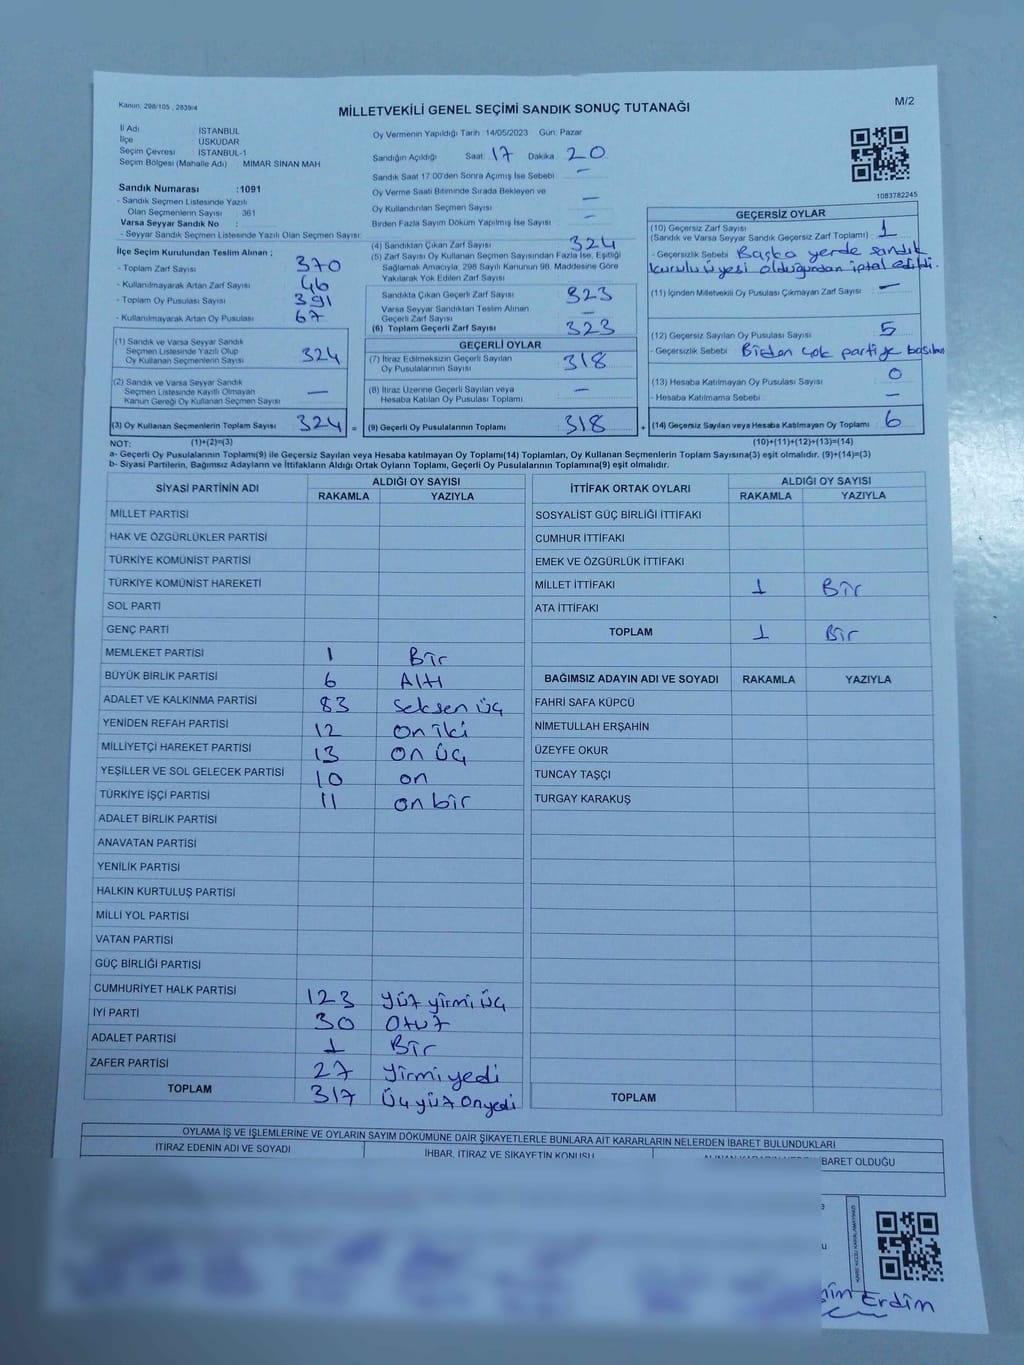 Kanun, 298/105 , 2839/4
MİLLETVEKİLİ GENEL SEÇİMİ SANDIK SONUÇ TUTANAĞI
M/2
İl Adı İSTANBUL
İlçe ÜSKÜDAR
Seçim Çevresi İSTANBUL-1
Seçim Bölgesi (Mahalle Adı) MİMAR SİNAN MAH
Oy Vermenin Yapıldığı Tarih 14/05/2023 Gün: Pazar
Sandığın Açıldığı Saat: 17 Dakika 20
Sandık Saat 17:00'den Sonra Açımış İse Sebebi : —
Oy Verme Saati Bitiminde Sırada Bekleyen ve
Oy Kullandırılan Seçmen Sayısı : —
Birden Fazla Sayım Döküm Yapılmış İse Sayısı : —
1083782245
Sandık Numarası :1091
- Sandık Seçmen Listesinde Yazılı
Olan Seçmenlerin Sayısı : 361
Varsa Seyyar Sandık No :
- Seyyar Sandık Seçmen Listesinde Yazılı Olan Seçmen Sayısı:
İlçe Seçim Kurulundan Teslim Alınan ;
- Toplam Zarf Sayısı 370
- Kullanılmayarak Artan Zarf Sayısı 46
- Toplam Oy Pusulası Sayısı 391
- Kullanılmayarak Artan Oy Pusulası 67
(1) Sandık ve Varsa Seyyar Sandık
Seçmen Listesinde Yazılı Olup
Oy Kullanan Seçmenlerin Sayısı 324
(2) Sandık ve Varsa Seyyar Sandık
Seçmen Listesinde Kayıtlı Olmayan
Kanun Gereği Oy Kullanan Seçmen Sayısı —
(3) Oy Kullanan Seçmenlerin Toplam Sayısı 324 =
(4) Sandıktan Çıkan Zarf Sayısı 324
(5) Zarf Sayısı Oy Kullanan Seçmen Sayısından Fazla İse, Eşitliği
Sağlamak Amacıyla, 298 Sayılı Kanunun 98. Maddesine Göre
Yakılarak Yok Edilen Zarf Sayısı
Sandıkta Çıkan Geçerli Zarf Sayısı 323
Varsa Seyyar Sandıktan Teslim Alınan
Geçerli Zarf Sayısı —
(6) Toplam Geçerli Zarf Sayısı 323
GEÇERLİ OYLAR
(7) İtiraz Edilmeksizin Geçerli Sayılan
Oy Pusulalarının Sayısı 318
(8) İtiraz Üzerine Geçerli Sayılan veya
Hesaba Katılan Oy Pusulası Toplamı —
(9) Geçerli Oy Pusulalarının Toplamı 318 +
GEÇERSİZ OYLAR
(10) Geçersiz Zarf Sayısı 1
(Sandık ve Varsa Seyyar Sandık Geçersiz Zarf Toplamı) :
- Geçersizlik Sebebi Başka yerde sandık
kurulu üyesi olduğundan iptal edildi.
(11) İçinden Milletvekili Oy Pusulası Çıkmayan Zarf Sayısı : —
(12) Geçersiz Sayılan Oy Pusulası Sayısı 5
- Geçersizlik Sebebi : Birden çok partiye basılan
(13) Hesaba Katılmayan Oy Pusulası Sayısı : 0
- Hesaba Katılmama Sebebi : —
(14) Geçersiz Sayılan veya Hesaba Katılmayan Oy Toplamı 6
NOT: (1)+(2)=(3) (10)+(11)+(12)+(13)=(14)
a- Geçerli Oy Pusulalarının Toplamı(9) ile Geçersiz Sayılan veya Hesaba katılmayan Oy Toplamı(14) Toplamları, Oy Kullanan Seçmenlerin Toplam Sayısına(3) eşit olmalıdır. (9)+(14)=(3)
b- Siyasi Partilerin, Bağımsız Adayların ve İttifakların Aldığı Ortak Oyların Toplamı, Geçerli Oy Pusulalarının Toplamına(9) eşit olmalıdır.
SİYASİ PARTİNİN ADI ALDIĞI OY SAYISI
RAKAMLA YAZIYLA
MİLLET PARTİSİ
HAK VE ÖZGÜRLÜKLER PARTİSİ
TÜRKİYE KOMÜNİST PARTİSİ
TÜRKİYE KOMÜNİST HAREKETİ
SOL PARTİ
GENÇ PARTİ
MEMLEKET PARTİSİ 1 Bir
BÜYÜK BİRLİK PARTİSİ 6 Altı
ADALET VE KALKINMA PARTİSİ 83 seksen üç
YENİDEN REFAH PARTİSİ 12 on iki
MİLLİYETÇİ HAREKET PARTİSİ 13 on üç
YEŞİLLER VE SOL GELECEK PARTİSİ 10 on
TÜRKİYE İŞÇİ PARTİSİ 11 on bir
ADALET BİRLİK PARTİSİ
ANAVATAN PARTİSİ
YENİLİK PARTİSİ
HALKIN KURTULUŞ PARTİSİ
MİLLİ YOL PARTİSİ
VATAN PARTİSİ
GÜÇ BİRLİĞİ PARTİSİ
CUMHURİYET HALK PARTİSİ 123 yüz yirmi üç
İYİ PARTİ 30 Otuz
ADALET PARTİSİ 1 Bir
ZAFER PARTİSİ 27 yirmi yedi
TOPLAM 317 Üç yüz on yedi
İTTİFAK ORTAK OYLARI ALDIĞI OY SAYISI
RAKAMLA YAZIYLA
SOSYALİST GÜÇ BİRLİĞİ İTTİFAKI
CUMHUR İTTİFAKI
EMEK VE ÖZGÜRLÜK İTTİFAKI
MİLLET İTTİFAKI 1 Bir
ATA İTTİFAKI
TOPLAM 1 Bir
BAĞIMSIZ ADAYIN ADI VE SOYADI RAKAMLA YAZIYLA
FAHRİ SAFA KÜPCÜ
NİMETULLAH ERŞAHİN
ÜZEYFE OKUR
TUNCAY TAŞÇI
TURGAY KARAKUŞ
TOPLAM
OYLAMA İŞ VE İŞLEMLERİNE VE OYLARIN SAYIM DÖKÜMÜNE DAİR ŞİKAYETLERLE BUNLARA AİT KARARLARIN NELERDEN İBARET BULUNDUKLARI
İTİRAZ EDENİN ADI VE SOYADI İHBAR, İTİRAZ VE ŞİKAYETİN KONUSU İBARET OLDUĞU
Erdin